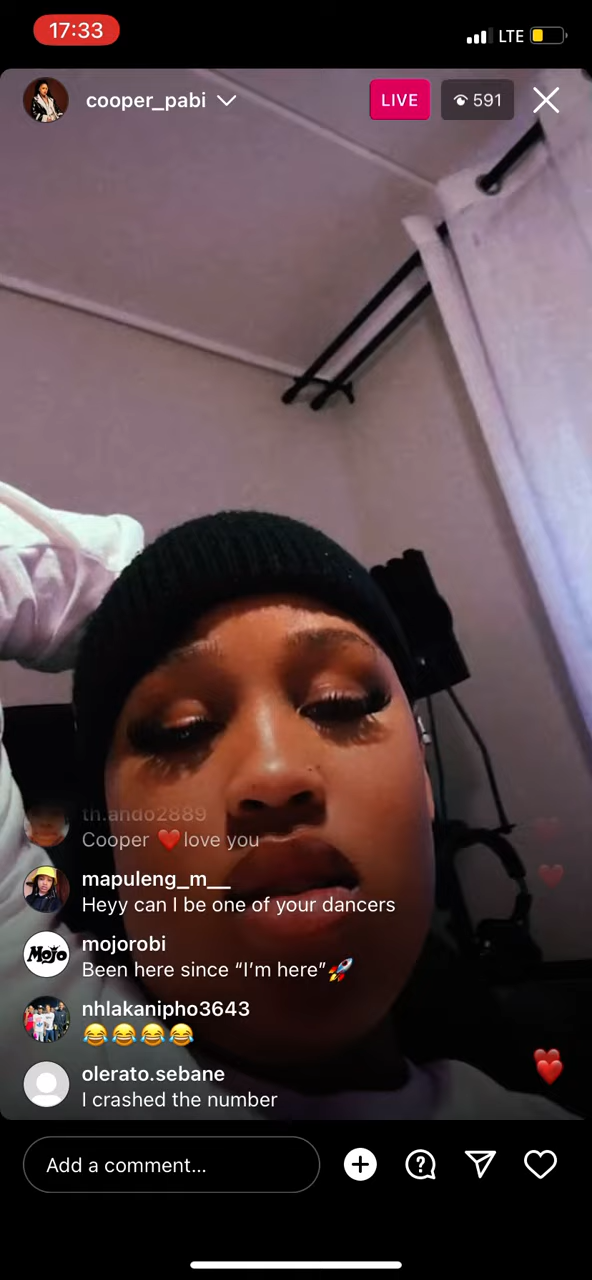 17:33
LTE
cooper_pabi
LIVE
591
th.ando2889
Cooper ❤️love you
mapuleng_m__
Heyy can I be one of your dancers
Mojo
mojorobi
Been here since “I’m here”🚀
nhlakanipho3643
😂😂😂😂
olerato.sebane
I crashed the number
Add a comment...